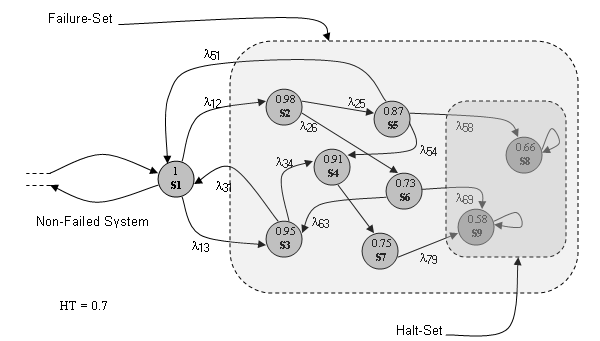 Failure-Set
λ51
λ12
0.98
S2
λ25
0.87
S5
λ26
λ58
0.66
S8
λ54
0.91
S4
λ34
1
S1
λ31
0.73
S6
λ69
Non-Failed System
λ63
0.58
S9
0.95
S3
λ13
0.75
S7
λ79
HT = 0.7
Halt-Set